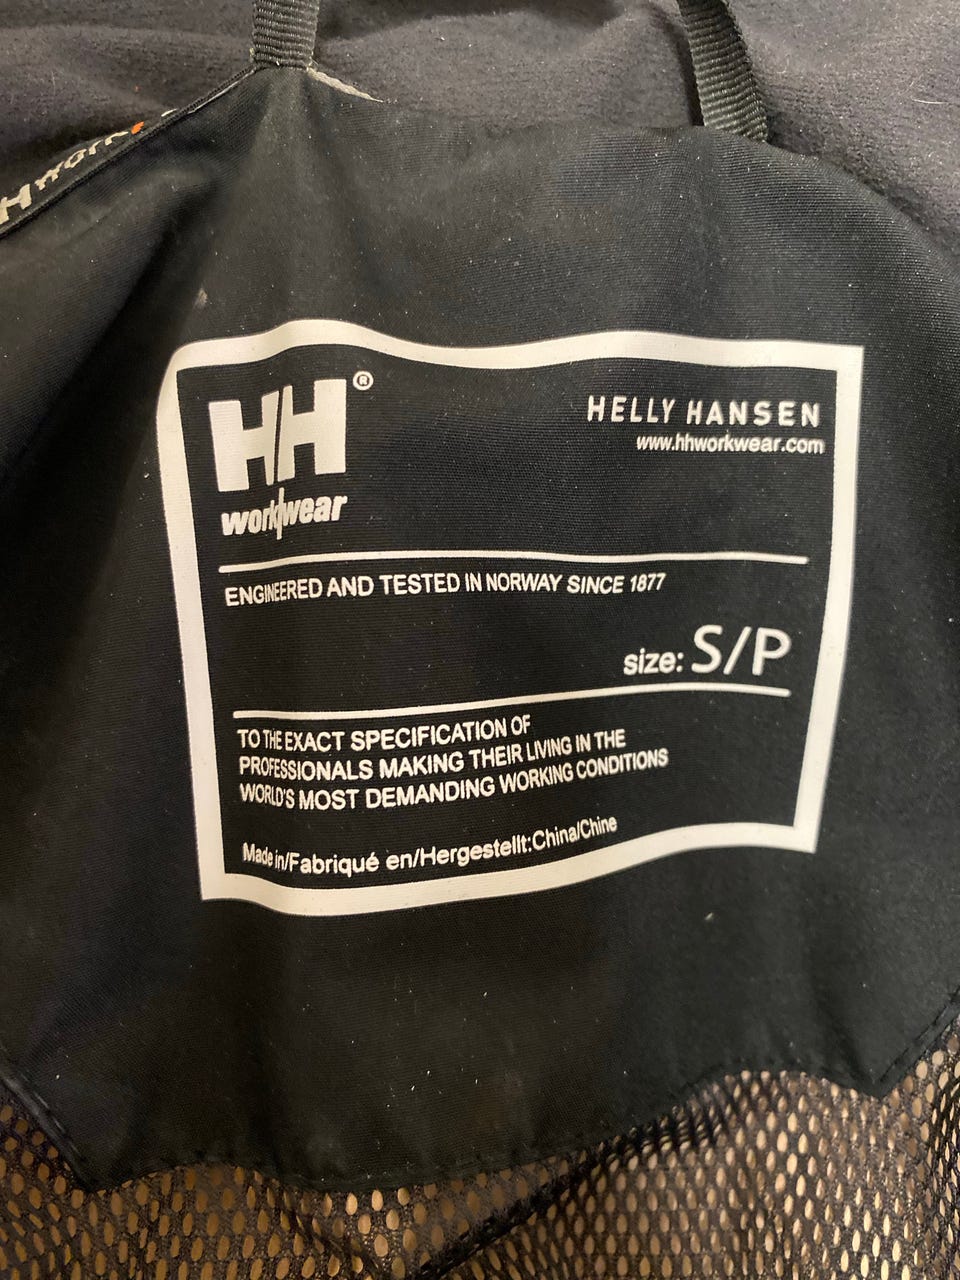 HH®
HELLY HANSEN
www.hhworkwear.com
workwear
ENGINEERED AND TESTED IN NORWAY SINCE 1877
size: S/P
TO THE EXACT SPECIFICATION OF
PROFESSIONALS MAKING THEIR LIVING IN THE
WORLD'S MOST DEMANDING WORKING CONDITIONS
Made in/Fabriqué en/Hergestellt:China/Chine